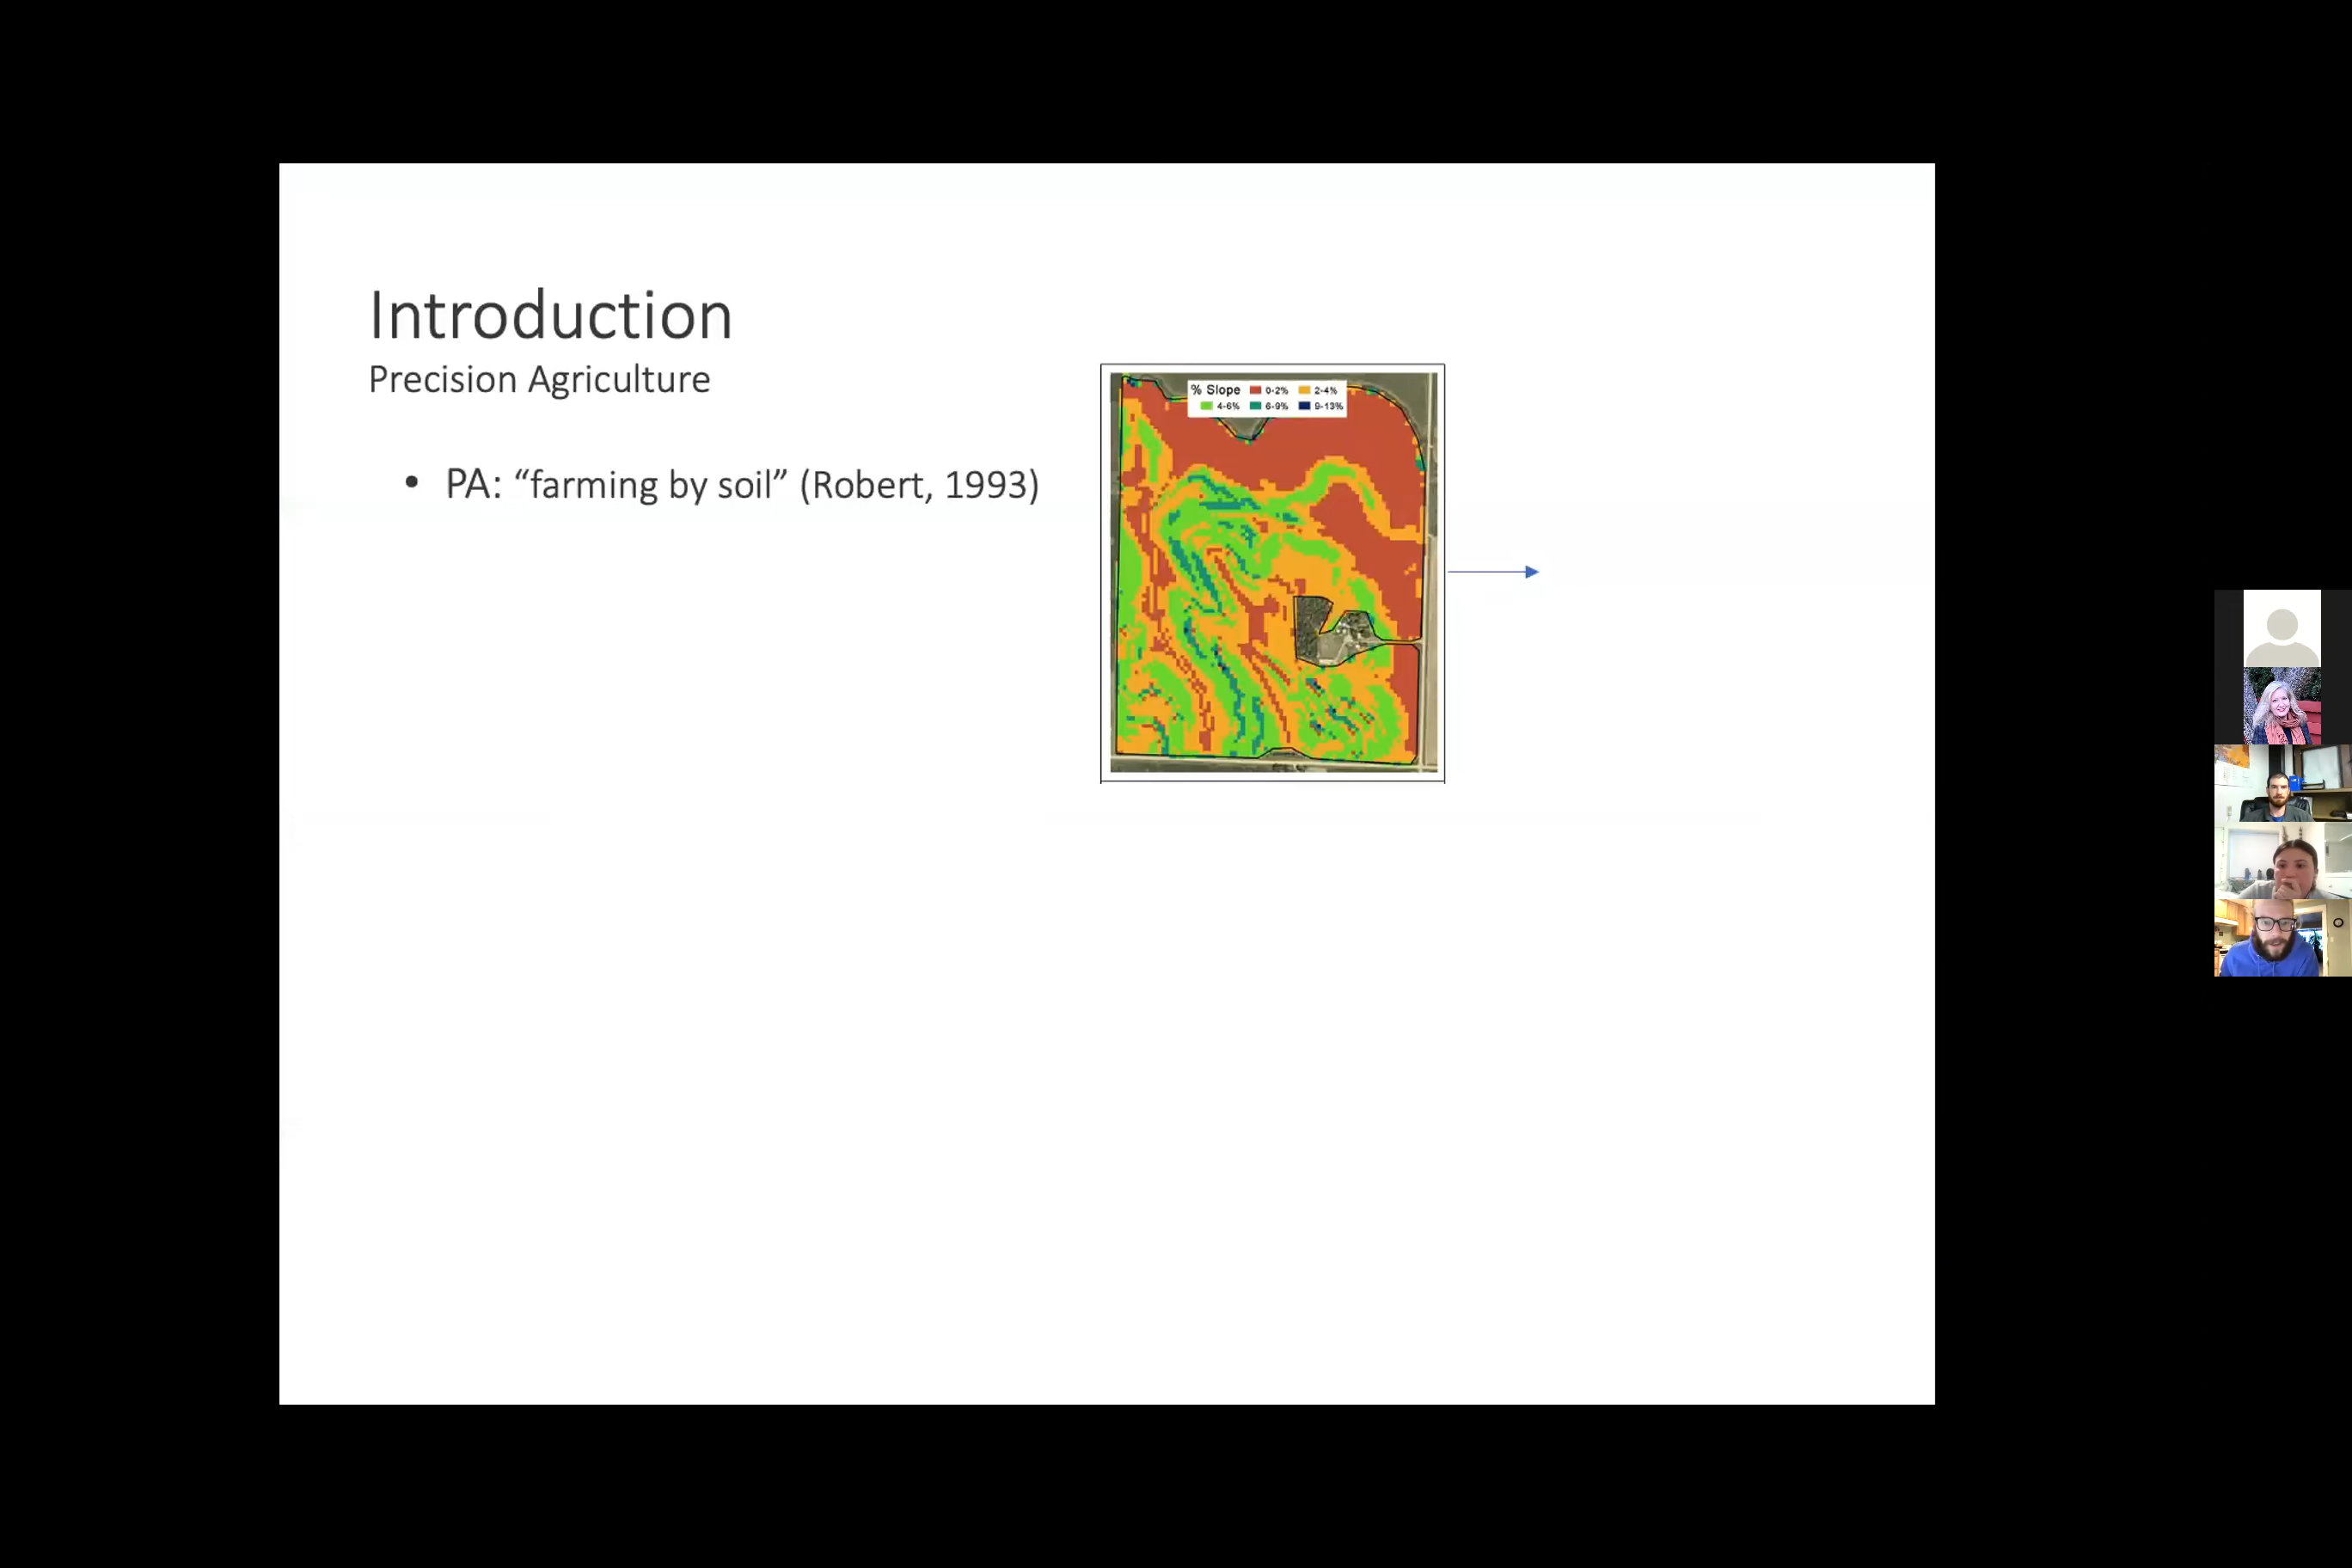 Introduction
Precision Agriculture
• PA: “farming by soil” (Robert, 1993)
% Slope 0-2% 2-4%
4-6% 6-9% 9-13%